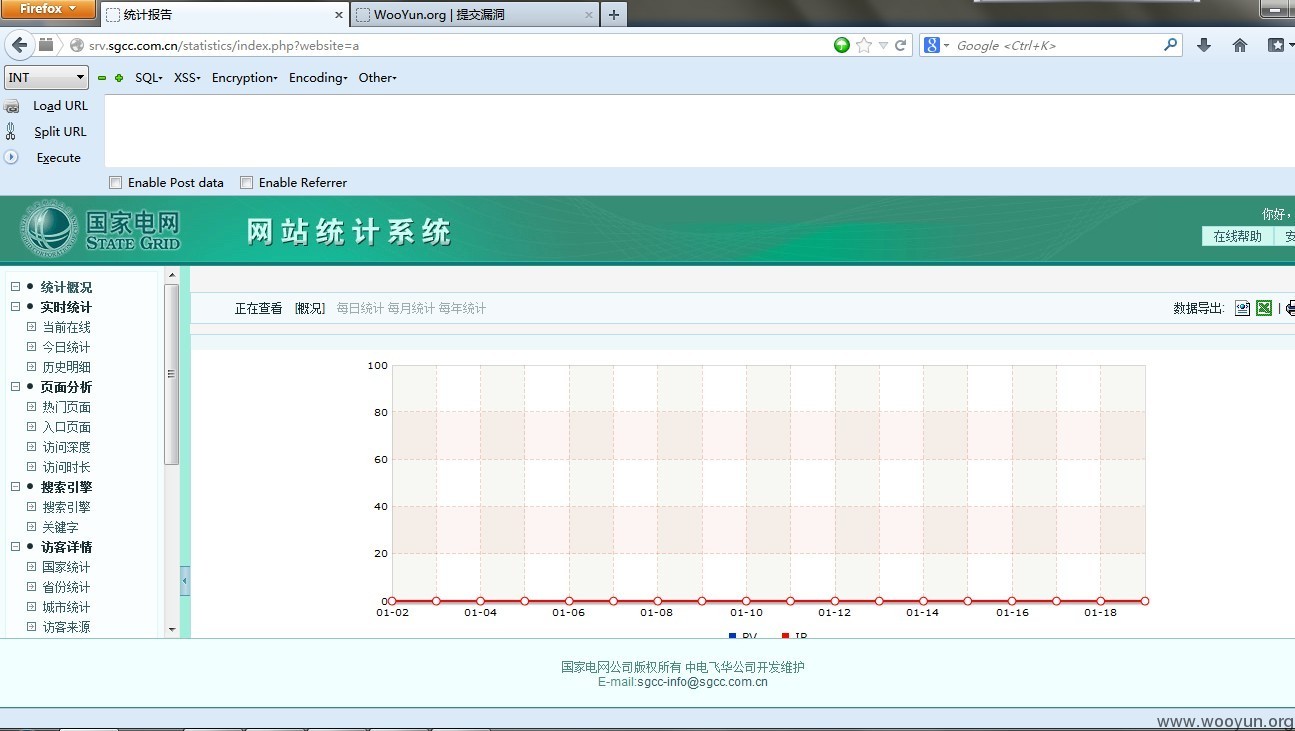 Firefox
统计报告
WooYun.org | 提交漏洞
srv.sgcc.com.cn/statistics/index.php?website=a
Google <Ctrl+K>
INT
SQL
XSS
Encryption
Encoding
Other
Load URL
Split URL
Execute
Enable Post data
Enable Referrer
国家电网
STATE GRID
网站统计系统
你好,
在线帮助
安
统计概况
实时统计
当前在线
今日统计
历史明细
页面分析
热门页面
入口页面
访问深度
访问时长
搜索引擎
搜索引擎
关键字
访客详情
国家统计
省份统计
城市统计
访客来源
正在查看 [概况] 每日统计 每月统计 每年统计
数据导出: |
100
80
60
40
20
0
01-02 01-04 01-06 01-08 01-10 01-12 01-14 01-16 01-18
PV IP
国家电网公司版权所有 中电飞华公司开发维护
E-mail:sgcc-info@sgcc.com.cn
www.wooyun.org